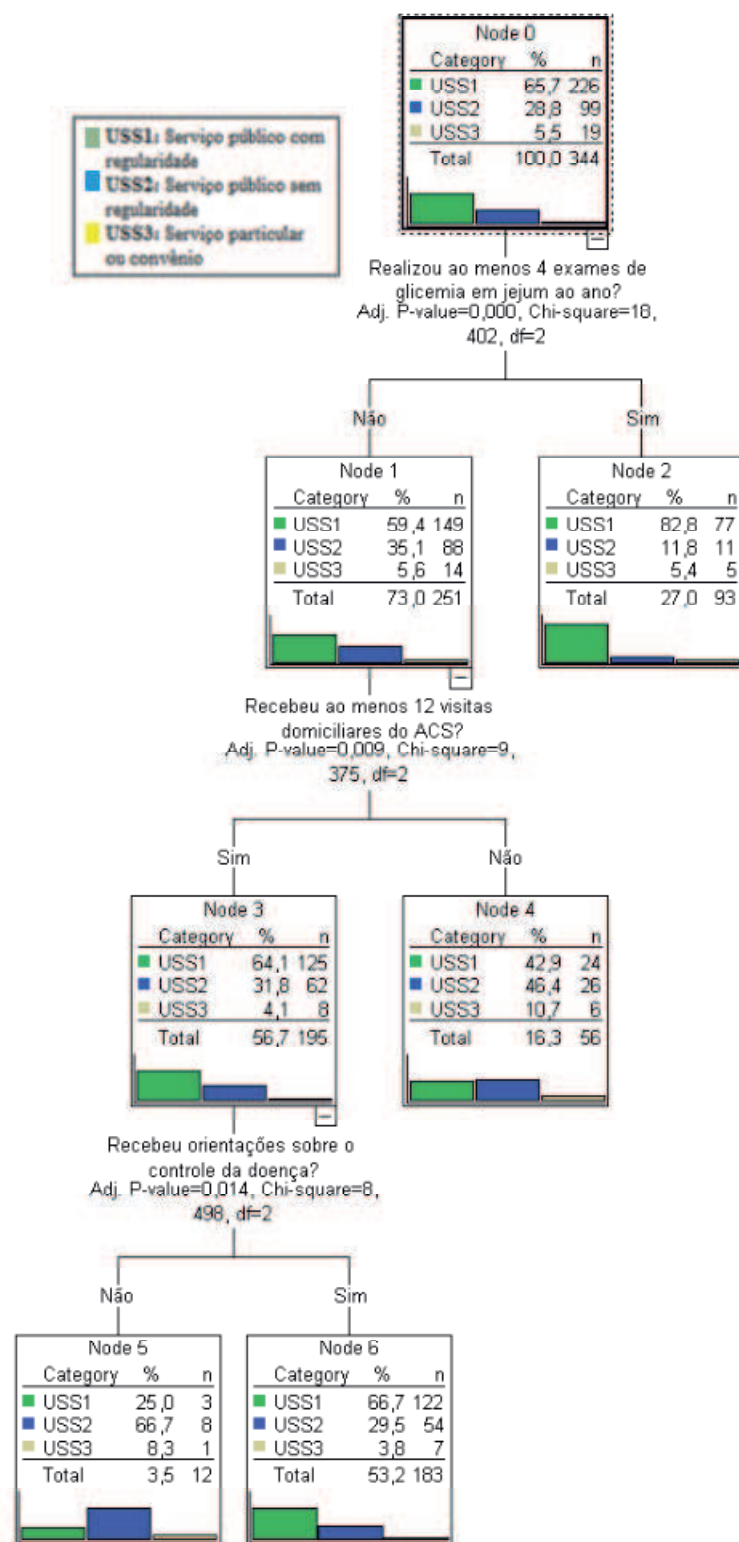 Node 0
Category % n
USS1 65,7 226
USS2 28,8 99
USS3 5,5 19
Total 100,0 344
USS1: Serviço público com
regularidade
USS2: Serviço público sem
regularidade
USS3: Serviço particular
ou convênio
Realizou ao menos 4 exames de
glicemia em jejum ao ano?
Adj. P-value=0,000, Chi-square=18,
402, df=2
Não
Sim
Node 1
Category % n
USS1 59,4 149
USS2 35,1 88
USS3 5,6 14
Total 73,0 251
Node 2
Category % n
USS1 82,8 77
USS2 11,8 11
USS3 5,4 5
Total 27,0 93
Recebeu ao menos 12 visitas
domiciliares do ACS?
Adj. P-value=0,009, Chi-square=9,
375, df=2
Sim
Não
Node 3
Category % n
USS1 64,1 125
USS2 31,8 62
USS3 4,1 8
Total 56,7 195
Node 4
Category % n
USS1 42,9 24
USS2 46,4 26
USS3 10,7 6
Total 16,3 56
Recebeu orientações sobre o
controle da doença?
Adj. P-value=0,014, Chi-square=8,
498, df=2
Não
Sim
Node 5
Category % n
USS1 25,0 3
USS2 66,7 8
USS3 8,3 1
Total 3,5 12
Node 6
Category % n
USS1 66,7 122
USS2 29,5 54
USS3 3,8 7
Total 53,2 183